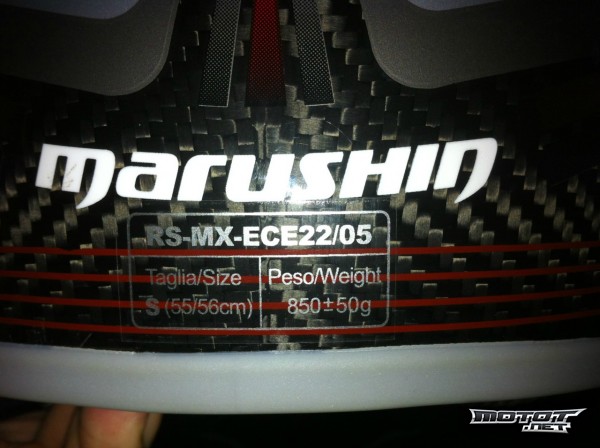 marushin
RS-MX-ECE22/05
Taglia/Size Peso/Weight
S (55/56cm) 850±50g
MOTOT
.NET